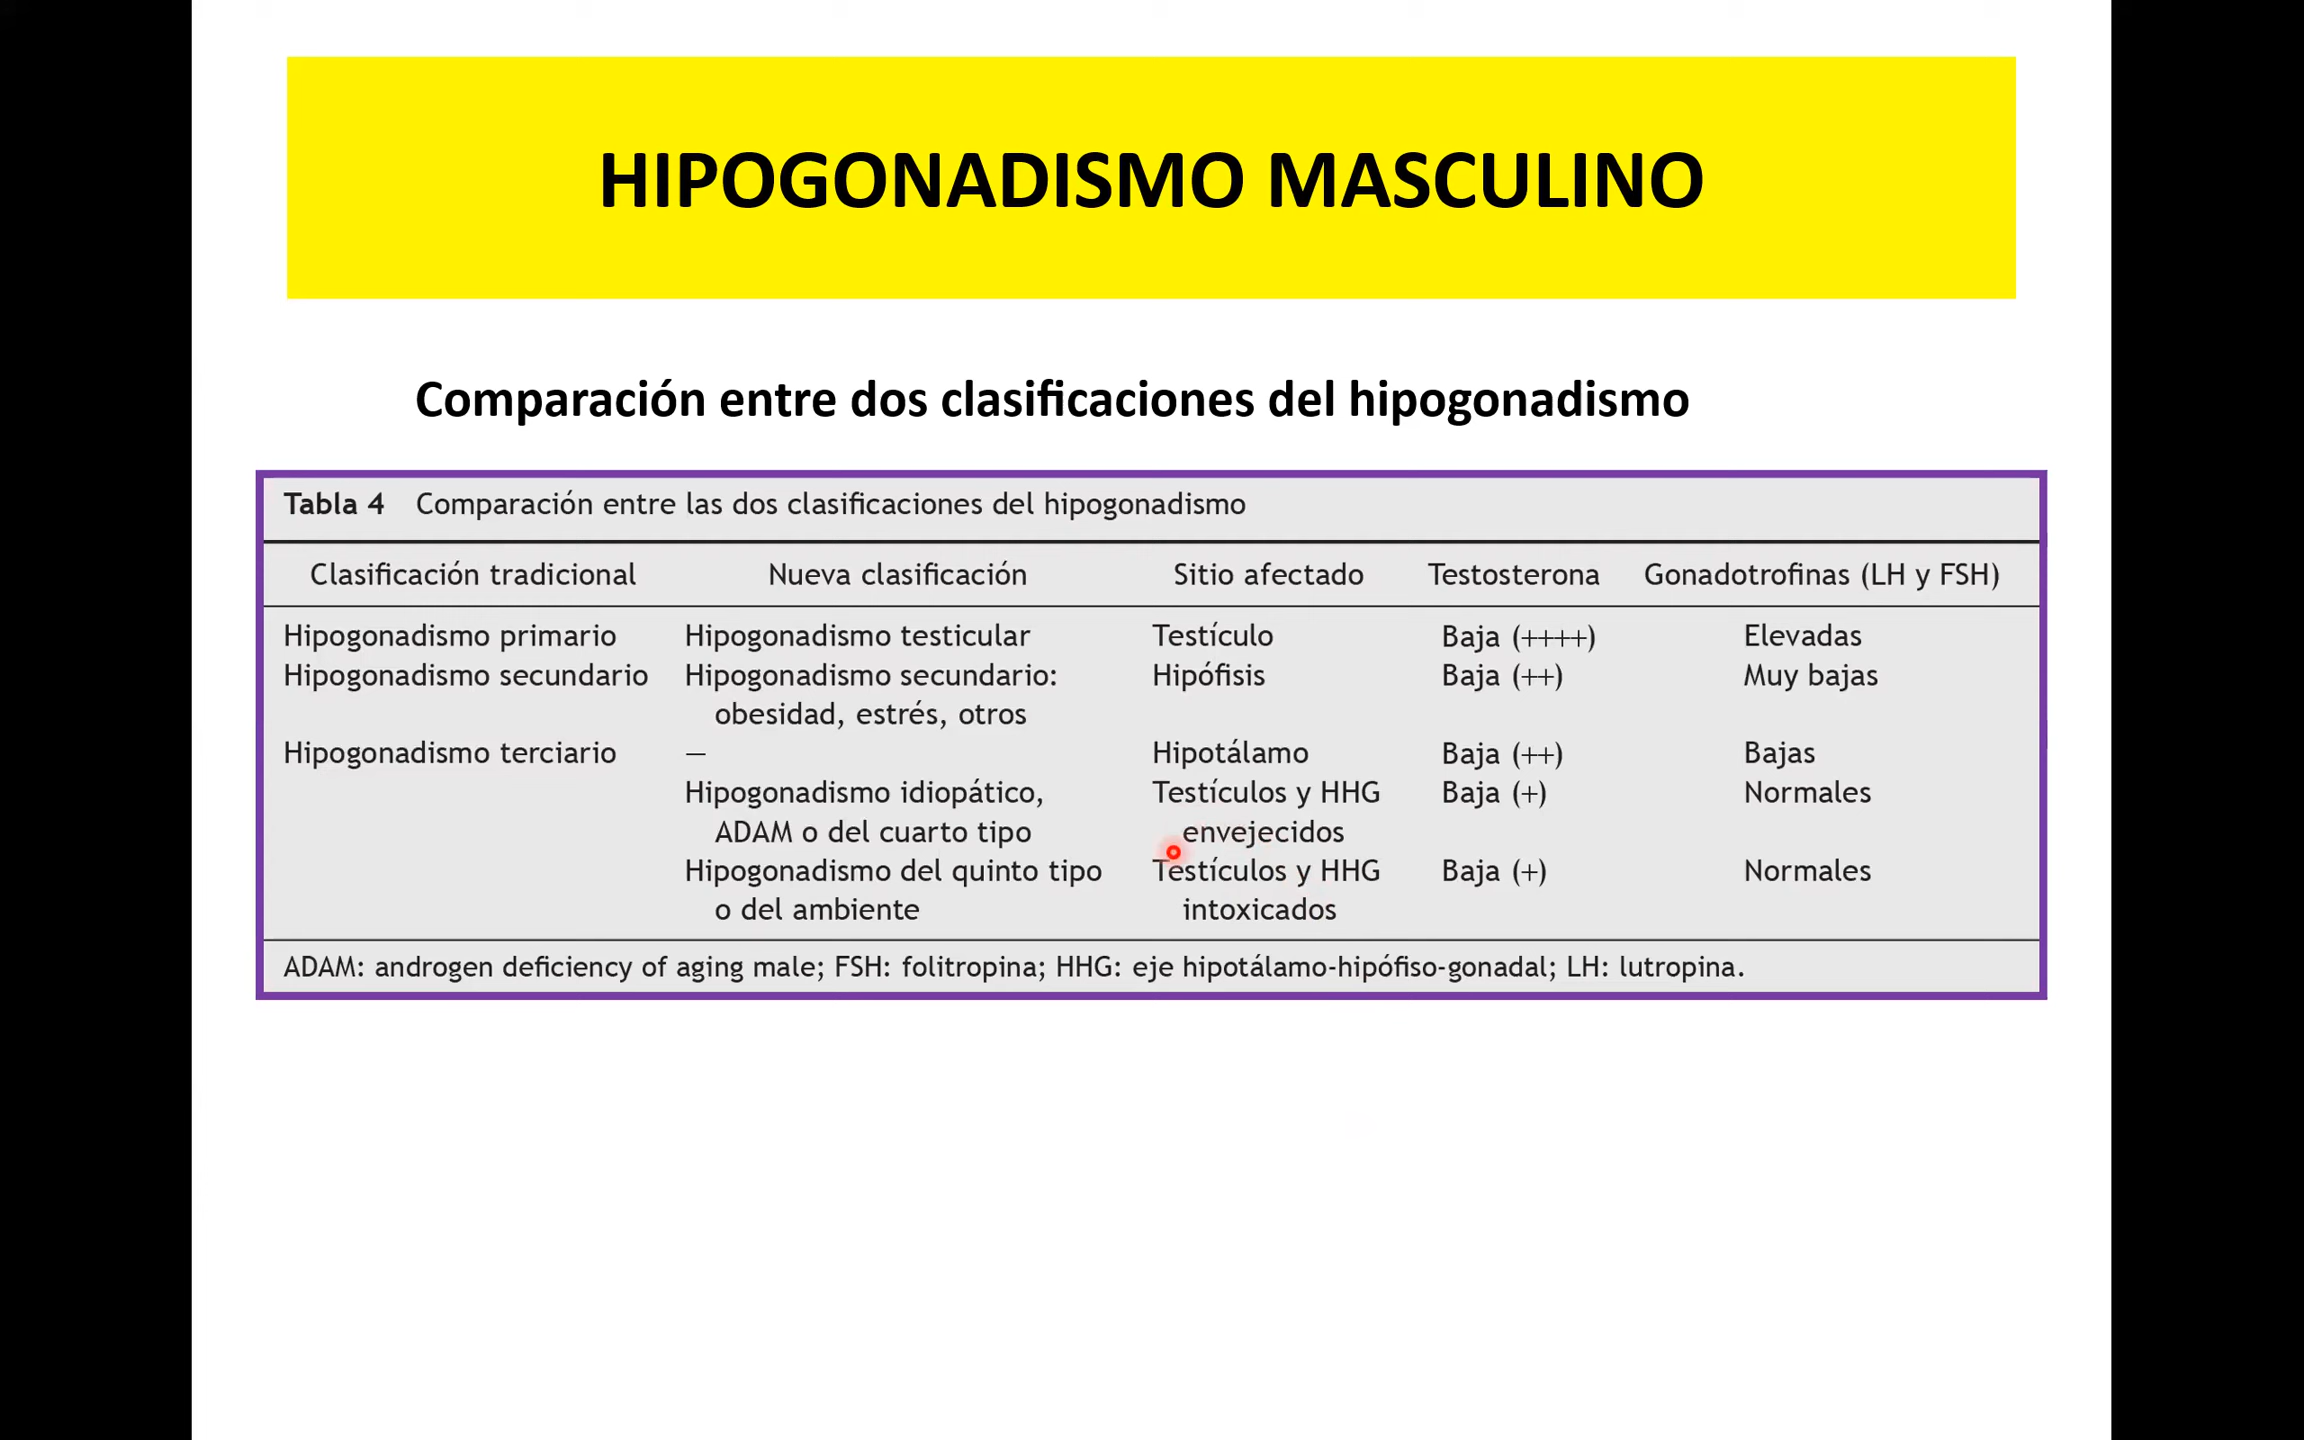 HIPOGONADISMO MASCULINO
Comparación entre dos clasificaciones del hipogonadismo
Tabla 4 Comparación entre las dos clasificaciones del hipogonadismo
Clasificación tradicional Nueva clasificación Sitio afectado Testosterona Gonadotrofinas (LH y FSH)
Hipogonadismo primario Hipogonadismo testicular Testículo Baja (++++) Elevadas
Hipogonadismo secundario Hipogonadismo secundario: Hipófisis Baja (++) Muy bajas
obesidad, estrés, otros
Hipogonadismo terciario — Hipotálamo Baja (++) Bajas
Hipogonadismo idiopático, Testículos y HHG Baja (+) Normales
ADAM o del cuarto tipo envejecidos
Hipogonadismo del quinto tipo Testículos y HHG Baja (+) Normales
o del ambiente intoxicados
ADAM: androgen deficiency of aging male; FSH: folitropina; HHG: eje hipotálamo-hipófiso-gonadal; LH: lutropina.